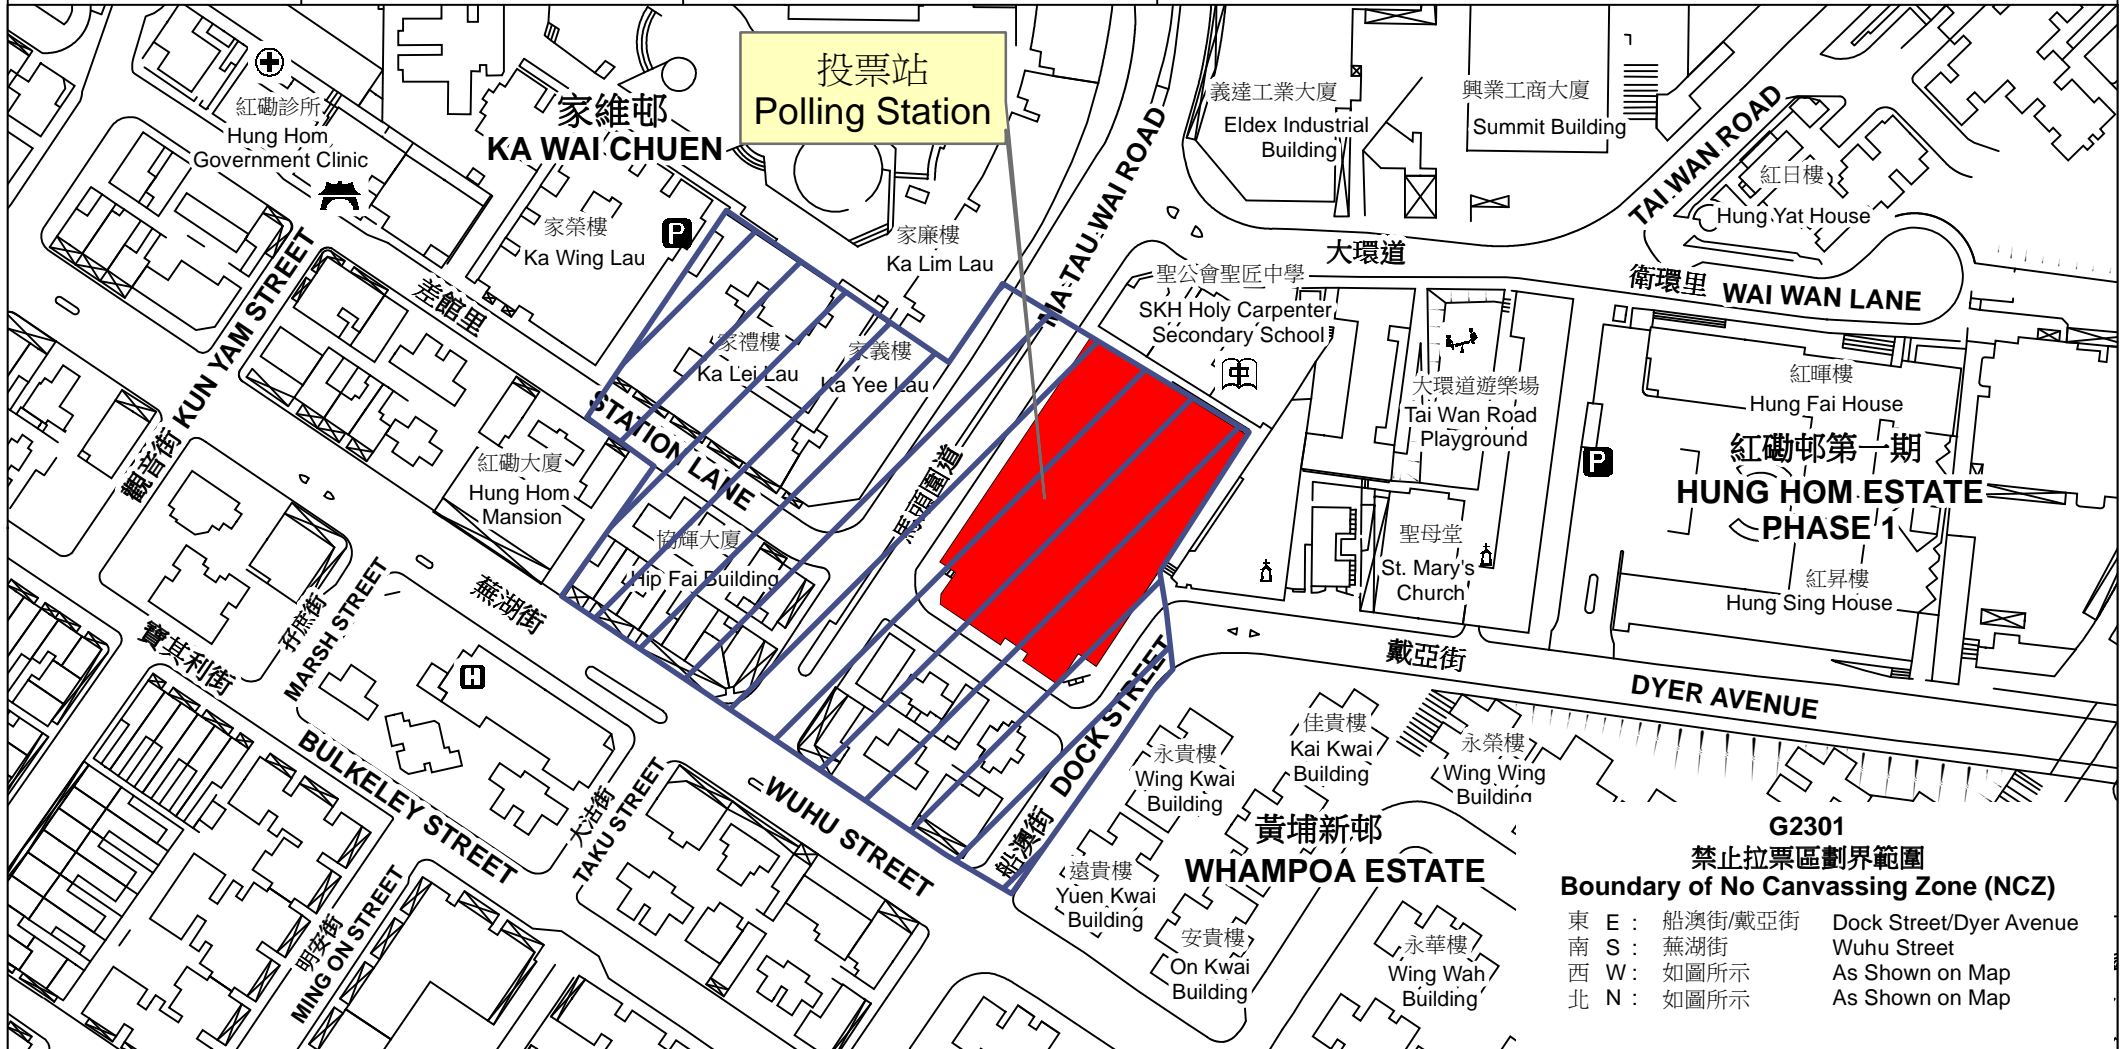 投票站
Polling Station
紅磡診所
Hung Hom
Government Clinic
家維邨
KA WAI CHUEN
義達工業大廈
Eldex Industrial
Building
興業工商大廈
Summit Building
TAI WAN ROAD
紅日樓
Hung Yat House
家榮樓
Ka Wing Lau
P
家廉樓
Ka Lim Lau
MA TAU WAI ROAD
大環道
衛環里 WAI WAN LANE
聖公會聖匠中學
SKH Holy Carpenter
Secondary School
中
差館里
觀音街 KUN YAM STREET
家禮樓
Ka Lei Lau
家義樓
Ka Yee Lau
STATION LANE
馬頭圍道
大環道遊樂場
Tai Wan Road
Playground
紅暉樓
Hung Fai House
P
紅磡邨第一期
HUNG HOM ESTATE
PHASE 1
紅昇樓
Hung Sing House
紅磡大廈
Hung Hom
Mansion
協輝大廈
Hip Fai Building
聖母堂
St. Mary's
Church
蕪湖街
孖庶街
MARSH STREET
寶其利街
H
戴亞街
DYER AVENUE
BULKELEY STREET
大沽街
TAKU STREET
WUHU STREET
船澳街 DOCK STREET
永貴樓
Wing Kwai
Building
佳貴樓
Kai Kwai
Building
永榮樓
Wing Wing
Building
黃埔新邨
WHAMPOA ESTATE
遠貴樓
Yuen Kwai
Building
安貴樓
On Kwai
Building
永華樓
Wing Wah
Building
明安街
MING ON STREET
G2301
禁止拉票區劃界範圍
Boundary of No Canvassing Zone (NCZ)
東 E : 船澳街/戴亞街 Dock Street/Dyer Avenue
南 S : 蕪湖街 Wuhu Street
西 W : 如圖所示 As Shown on Map
北 N : 如圖所示 As Shown on Map